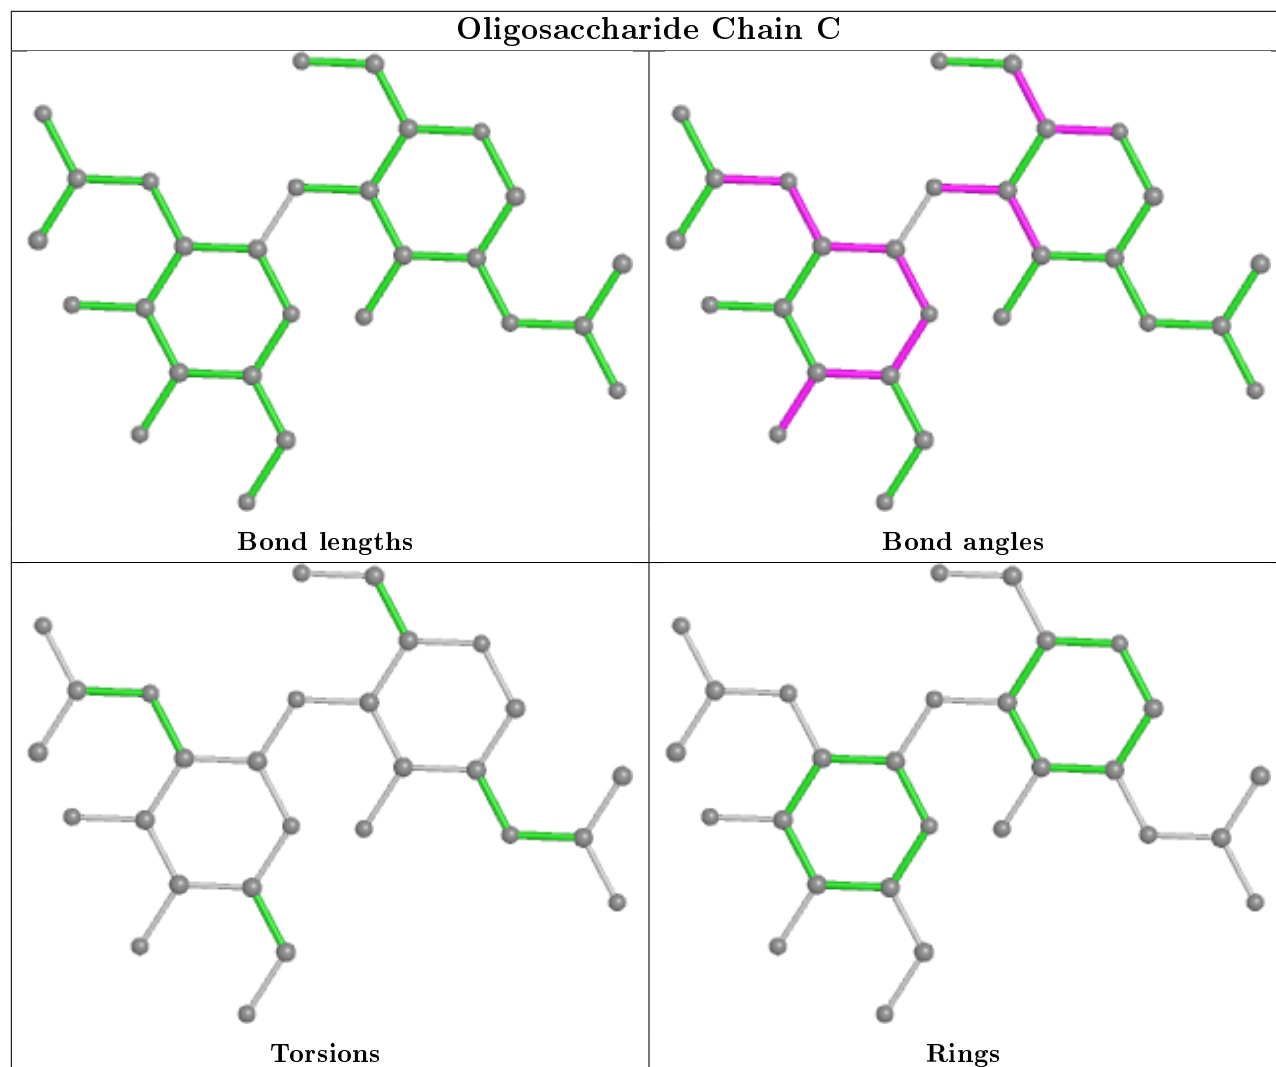 Oligosaccharide Chain C
Bond lengths
Bond angles
Torsions
Rings